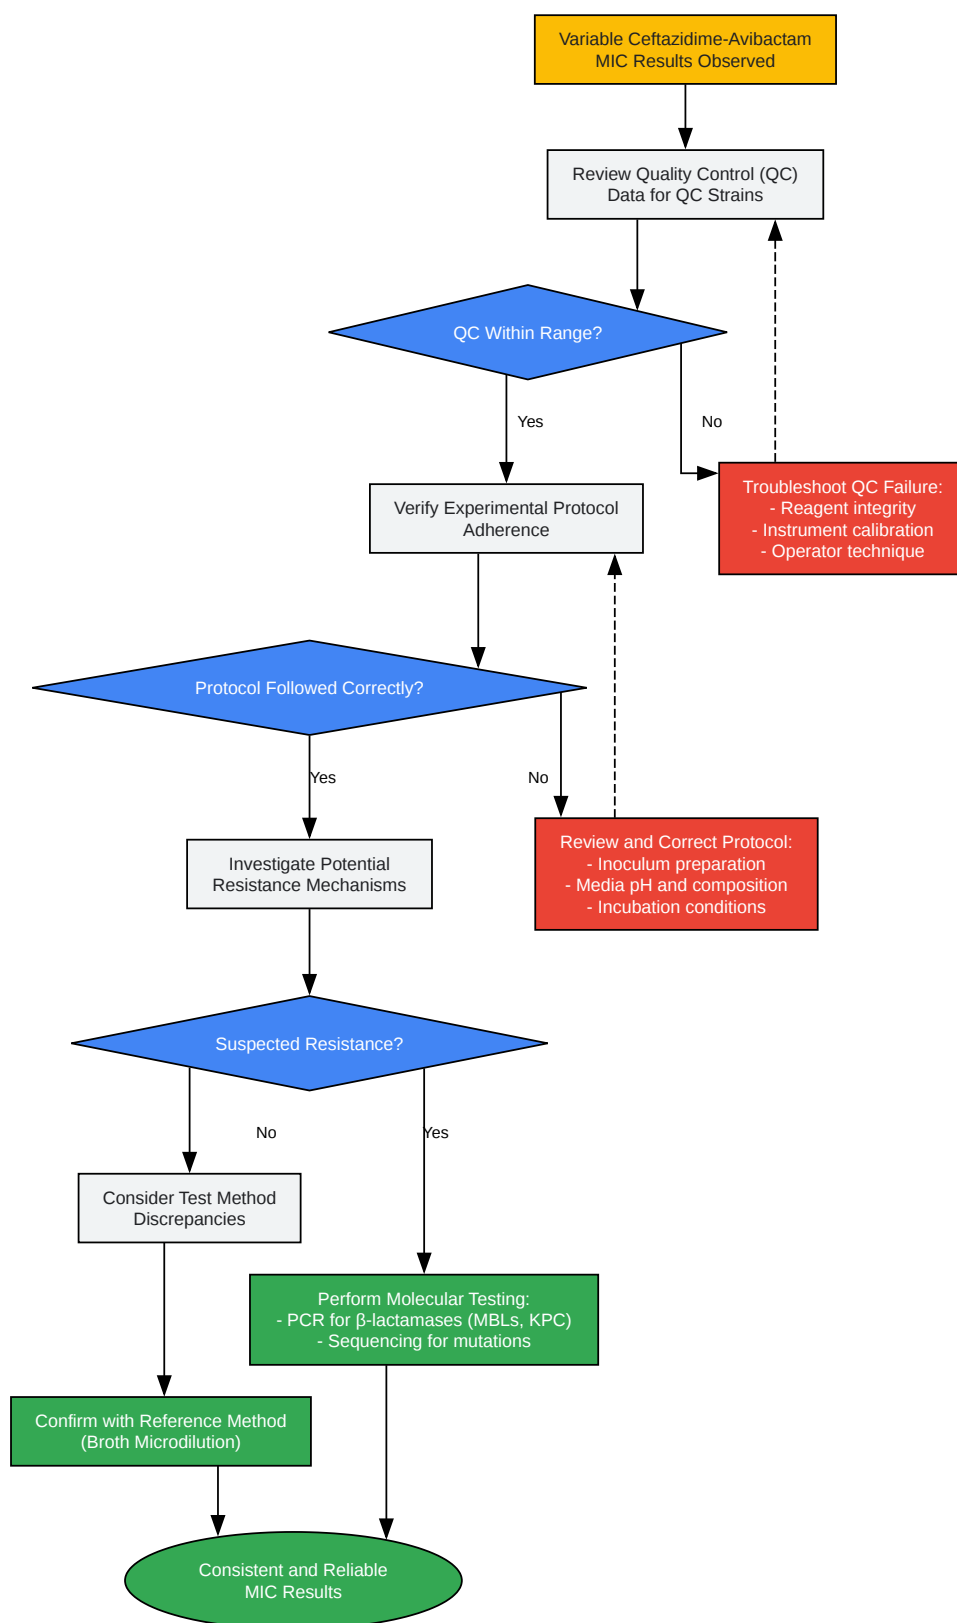 Variable Ceftazidime-Avibactam
MIC Results Observed
Review Quality Control (QC)
Data for QC Strains
QC Within Range?
Yes
No
Troubleshoot QC Failure:
- Reagent integrity
- Instrument calibration
- Operator technique
Verify Experimental Protocol
Adherence
Protocol Followed Correctly?
Yes
No
Review and Correct Protocol:
- Inoculum preparation
- Media pH and composition
- Incubation conditions
Investigate Potential
Resistance Mechanisms
Suspected Resistance?
No
Yes
Consider Test Method
Discrepancies
Perform Molecular Testing:
- PCR for β-lactamases (MBLs, KPC)
- Sequencing for mutations
Confirm with Reference Method
(Broth Microdilution)
Consistent and Reliable
MIC Results